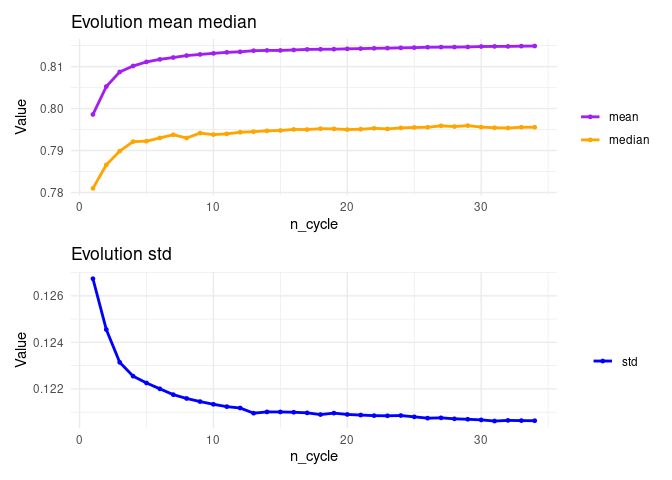 Evolution mean median
0.81
0.80
0.79
0.78
Value
0
10
20
30
n_cycle
mean
median
Evolution std
0.126
0.124
0.122
Value
0
10
20
30
n_cycle
std